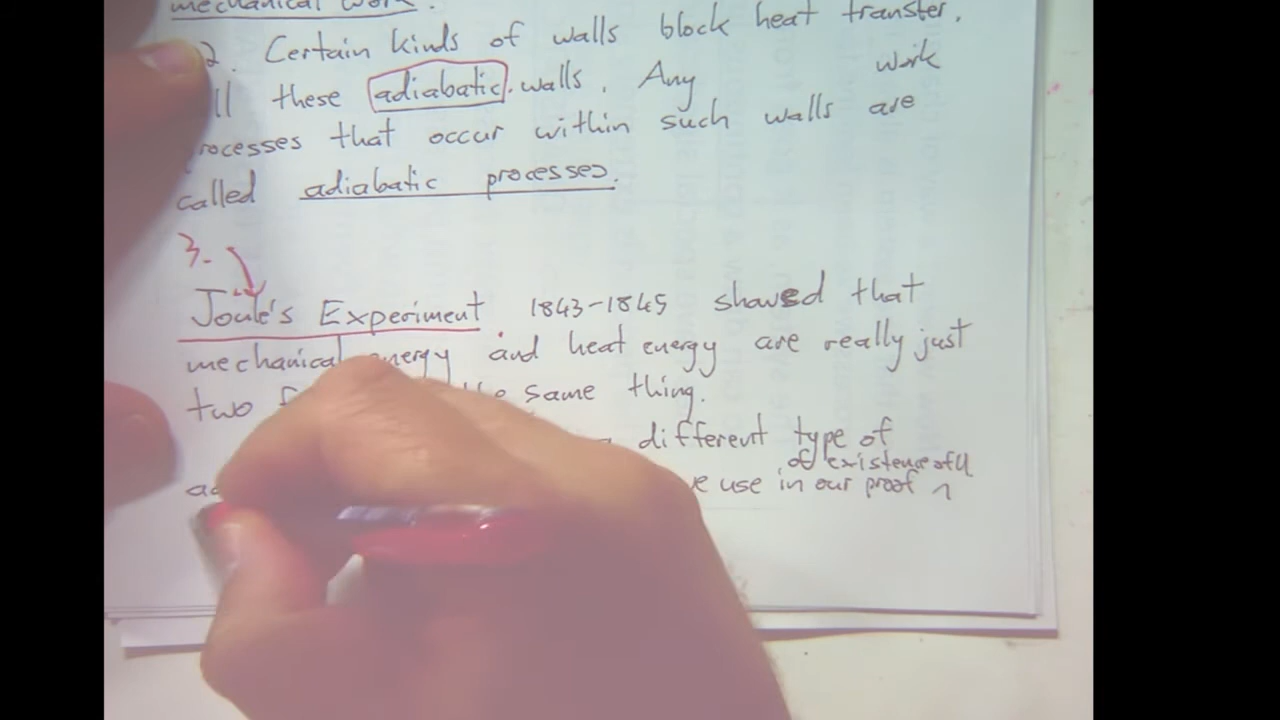 mechanical work.
2. Certain kinds of walls block heat transfer.
these adiabatic walls. Any work
processes that occur within such walls are
called adiabatic processes.
3.
Joule's Experiment 1843-1845 showed that
mechanical energy and heat energy are really just
two same thing.
different type of
of existence of U
use in our proof